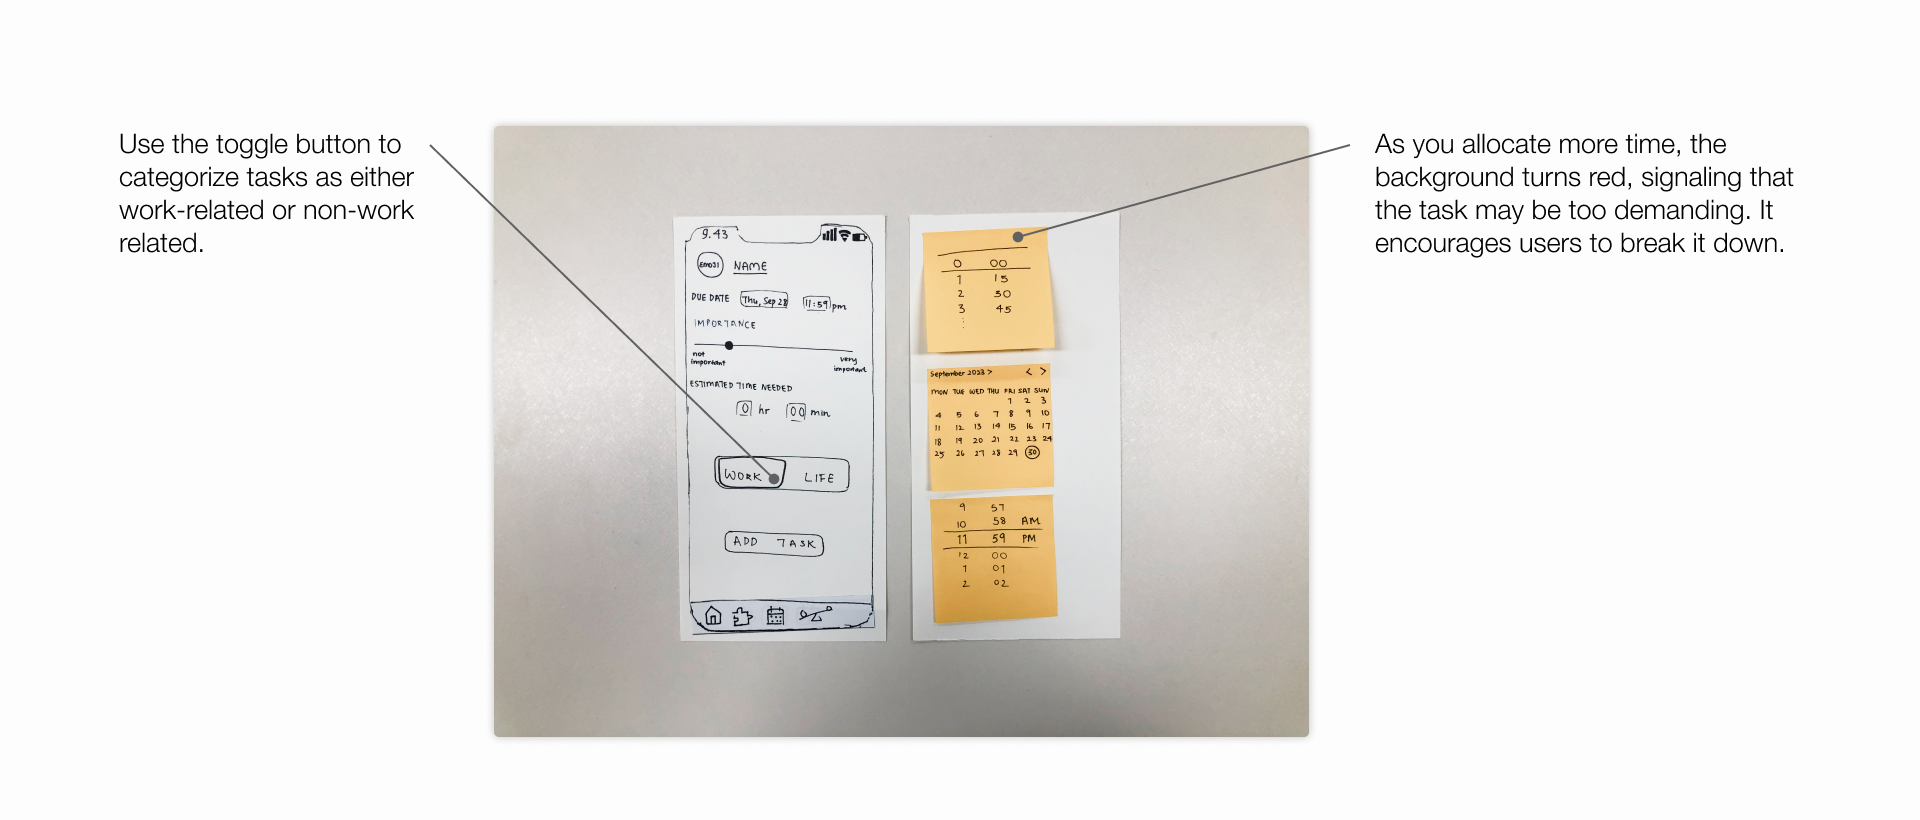 Use the toggle button to
categorize tasks as either
work-related or non-work
related.
9.43
EMOJI NAME
DUE DATE Thu, Sep 28 11:59 pm
IMPORTANCE
not
important
very
important
ESTIMATED TIME NEEDED
0 hr 00 min
WORK LIFE
ADD TASK
0 00
1 15
2 30
3 45
September 2023 > < >
MON TUE WED THU FRI SAT SUN
1 2 3
4 5 6 7 8 9 10
11 12 13 14 15 16 17
18 19 20 21 22 23 24
25 26 27 28 29 30
9 57
10 58 AM
11 59 PM
12 00
1 01
2 02
As you allocate more time, the
background turns red, signaling that
the task may be too demanding. It
encourages users to break it down.